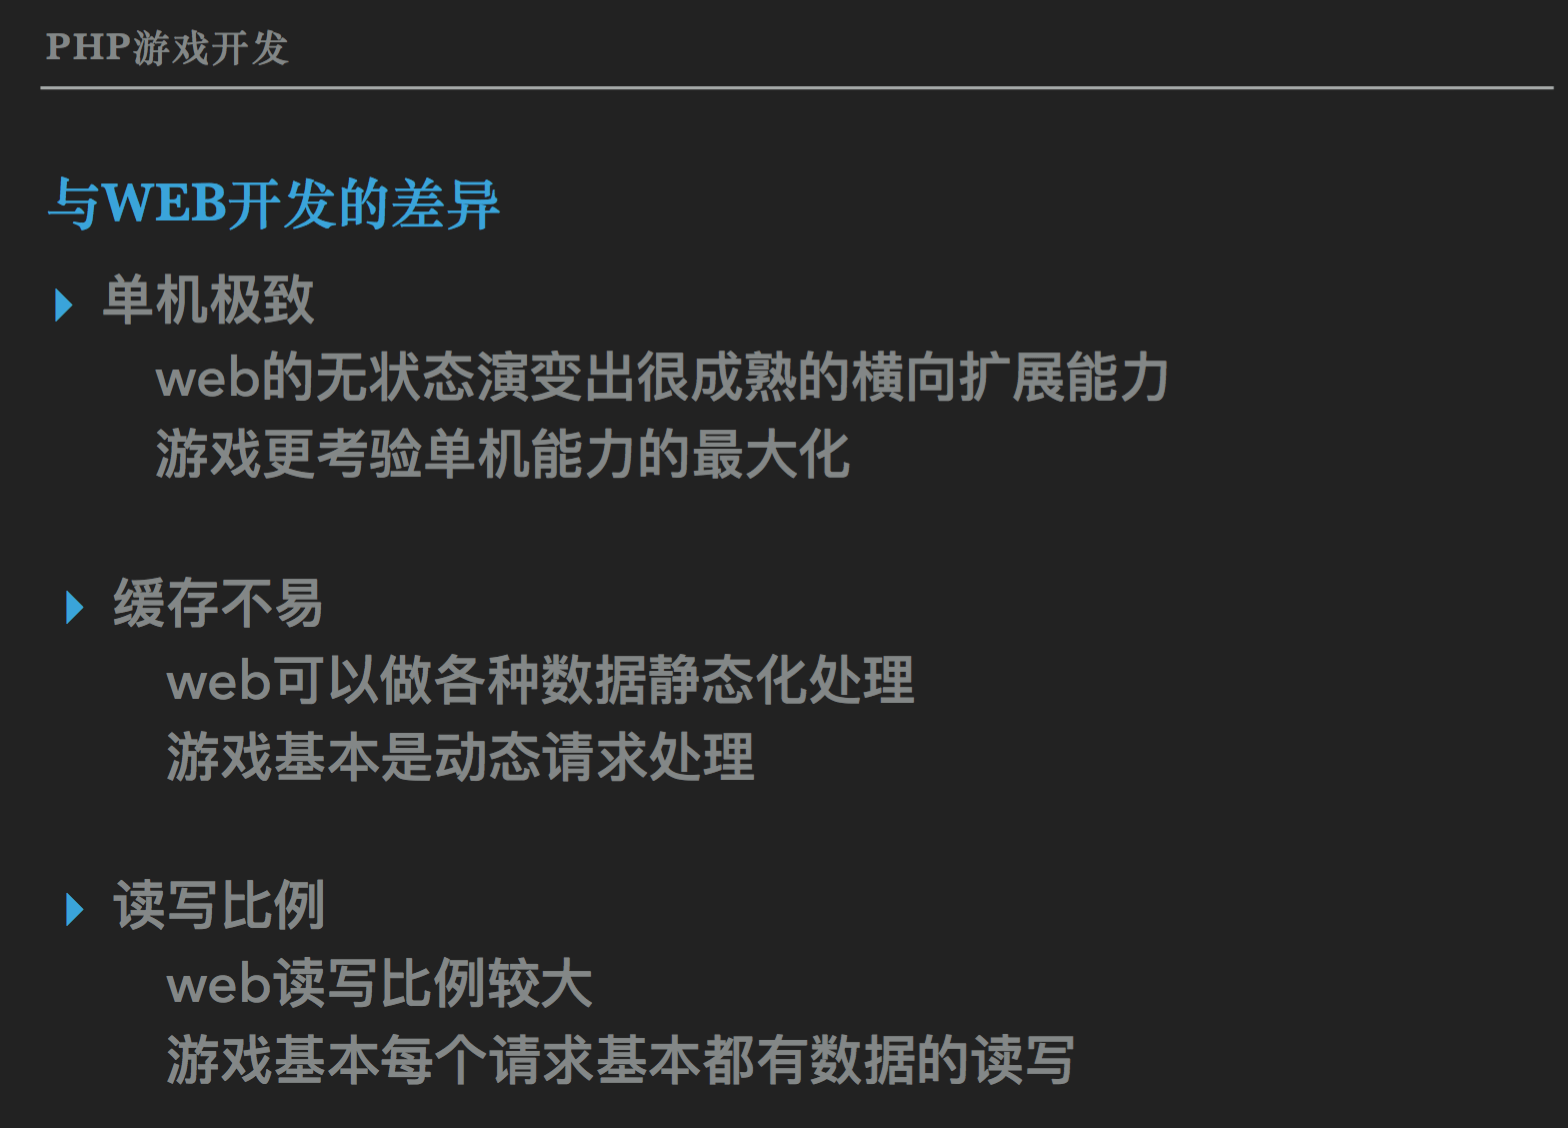 PHP游戏开发
与WEB开发的差异
单机极致
web的无状态演变出很成熟的横向扩展能力
游戏更考验单机能力的最大化
缓存不易
web可以做各种数据静态化处理
游戏基本是动态请求处理
读写比例
web读写比例较大
游戏基本每个请求基本都有数据的读写